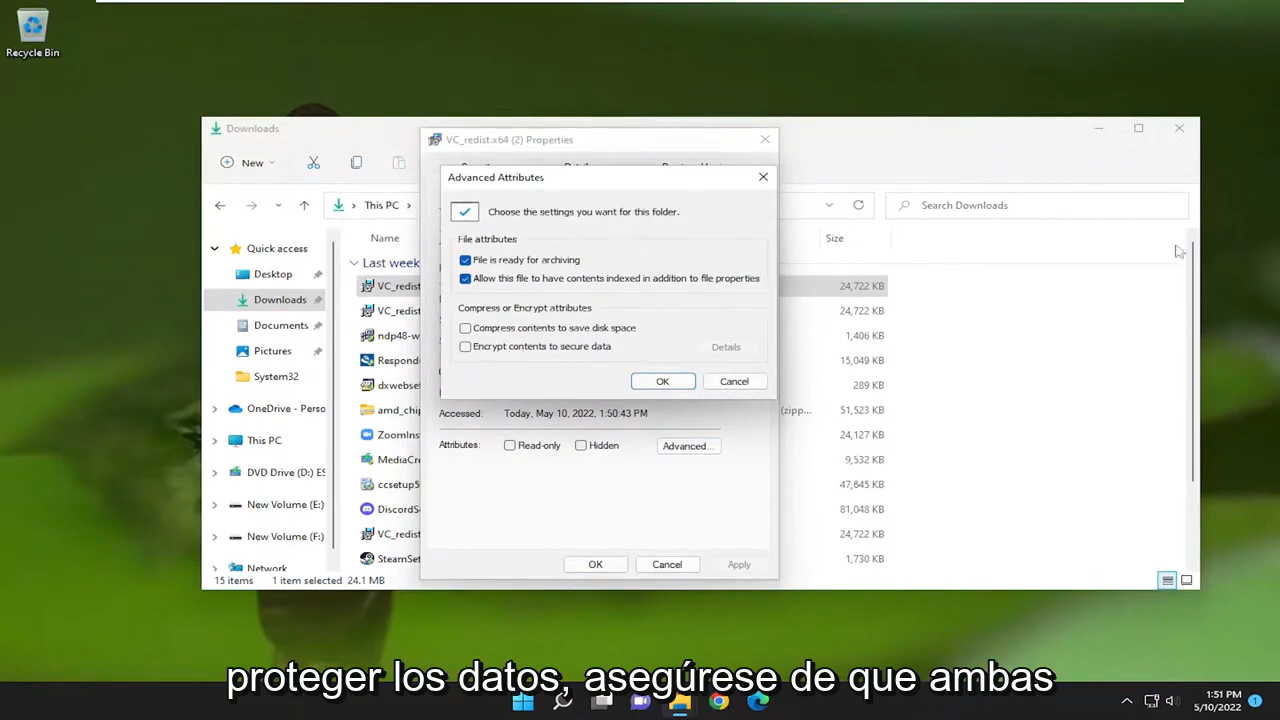 Recycle Bin
Downloads
New
This PC
Search Downloads
Name
Size
Quick access
Desktop
Downloads
Documents
Pictures
System32
OneDrive - Perso
This PC
DVD Drive (D:) ES
New Volume (E:)
New Volume (F:)
Network
Last week
VC_redist 24,722 KB
VC_redist 24,722 KB
ndp48-w 1,406 KB
Respond 15,049 KB
dxwebset 289 KB
amd_chip (zipp... 51,523 KB
ZoomIns 24,127 KB
MediaCre 9,532 KB
ccsetup5 47,645 KB
DiscordS 81,048 KB
VC_redist 24,722 KB
SteamSet 1,730 KB
15 items 1 item selected 24.1 MB
VC_redist.x64 (2) Properties
Advanced Attributes
Choose the settings you want for this folder.
File attributes
File is ready for archiving
Allow this file to have contents indexed in addition to file properties
Compress or Encrypt attributes
Compress contents to save disk space
Encrypt contents to secure data
Details
OK Cancel
Accessed: Today, May 10, 2022, 1:50:43 PM
Attributes: Read-only Hidden Advanced...
OK Cancel Apply
proteger los datos, asegúrese de que ambas
1:51 PM
5/10/2022
1